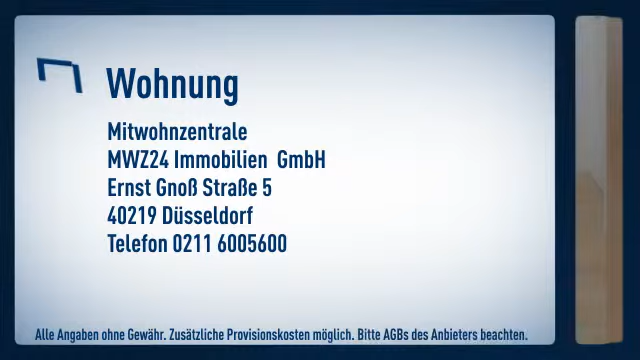 Wohnung
Mitwohnzentrale
MWZ24 Immobilien GmbH
Ernst Gnoß Straße 5
40219 Düsseldorf
Telefon 0211 6005600
Alle Angaben ohne Gewähr. Zusätzliche Provisionskosten möglich. Bitte AGBs des Anbieters beachten.